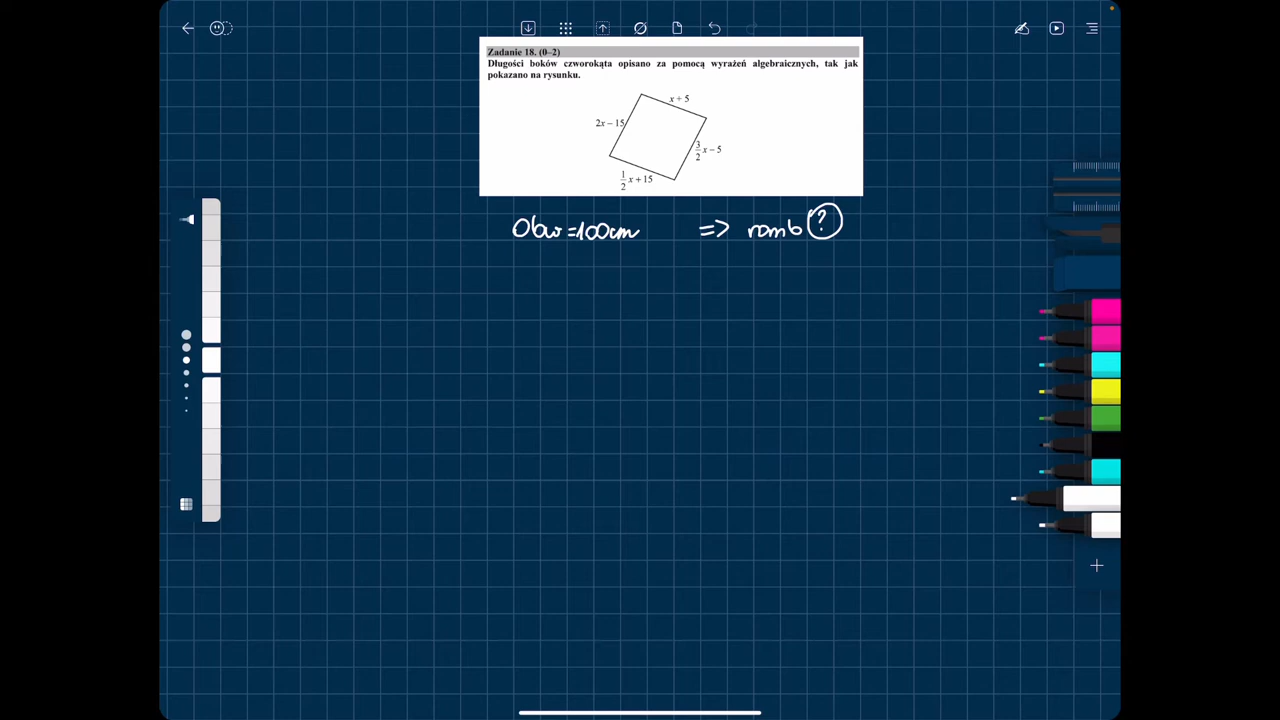 Zadanie 18. (0–2)
Długości boków czworokąta opisano za pomocą wyrażeń algebraicznych, tak jak
pokazano na rysunku.
x + 5
2x – 15
3/2 x – 5
1/2 x + 15
Obw = 100cm => romb ?